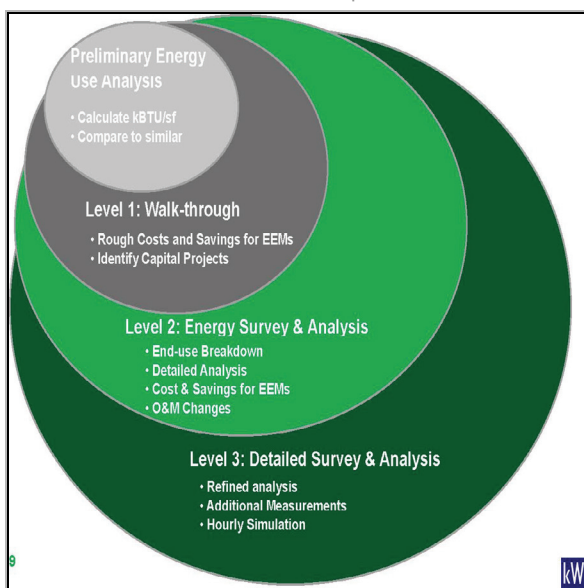 Preliminary Energy
Use Analysis
• Calculate kBTU/sf
• Compare to similar
Level 1: Walk-through
• Rough Costs and Savings for EEMs
• Identify Capital Projects
Level 2: Energy Survey & Analysis
• End-use Breakdown
• Detailed Analysis
• Cost & Savings for EEMs
• O&M Changes
Level 3: Detailed Survey & Analysis
• Refined analysis
• Additional Measurements
• Hourly Simulation
9
kW